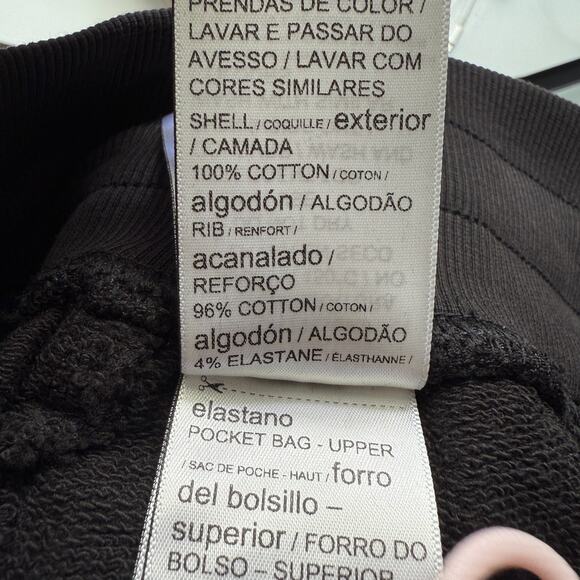 PRENDAS DE COLOR /
LAVAR E PASSAR DO
AVESSO / LAVAR COM
CORES SIMILARES
SHELL / COQUILLE / exterior
/ CAMADA
100% COTTON / COTON /
algodón / ALGODÃO
RIB / RENFORT /
acanalado /
REFORÇO
96% COTTON / COTON /
algodón / ALGODÃO
4% ELASTANE / ÉLASTHANNE /
elastano
POCKET BAG - UPPER
/ SAC DE POCHE - HAUT / forro
del bolsillo –
superior / FORRO DO
BOLSO – SUPERIOR